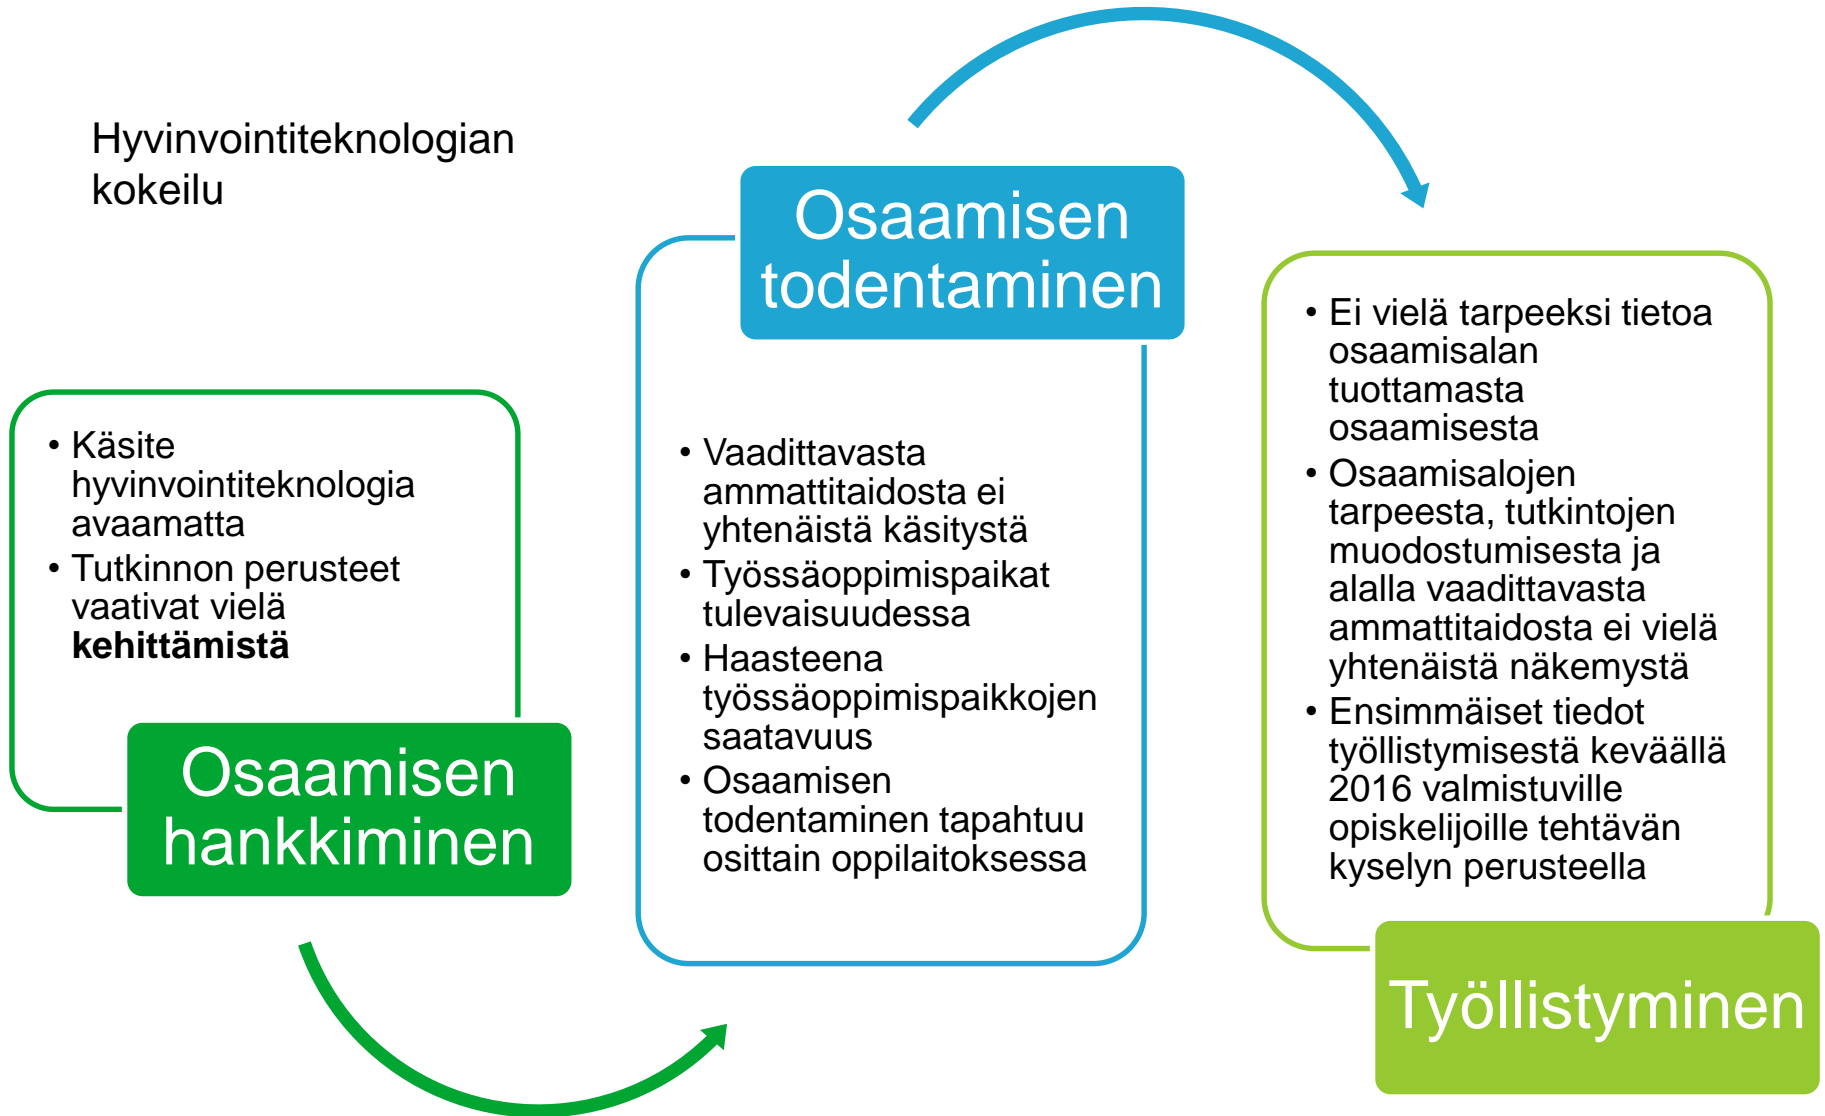 Hyvinvointiteknologian
kokeilu
• Käsite
hyvinvointiteknologia
avaamatta
• Tutkinnon perusteet
vaativat vielä
kehittämistä
Osaamisen
hankkiminen
Osaamisen
todentaminen
• Vaadittavasta
ammattitaidosta ei
yhtenäistä käsitystä
• Työssäoppimispaikat
tulevaisuudessa
• Haasteena
työssäoppimispaikkojen
saatavuus
• Osaamisen
todentaminen tapahtuu
osittain oppilaitoksessa
• Ei vielä tarpeeksi tietoa
osaamisalan
tuottamasta
osaamisesta
• Osaamisalojen
tarpeesta, tutkintojen
muodostumisesta ja
alalla vaadittavasta
ammattitaidosta ei vielä
yhtenäistä näkemystä
• Ensimmäiset tiedot
työllistymisestä keväällä
2016 valmistuville
opiskelijoille tehtävän
kyselyn perusteella
Työllistyminen